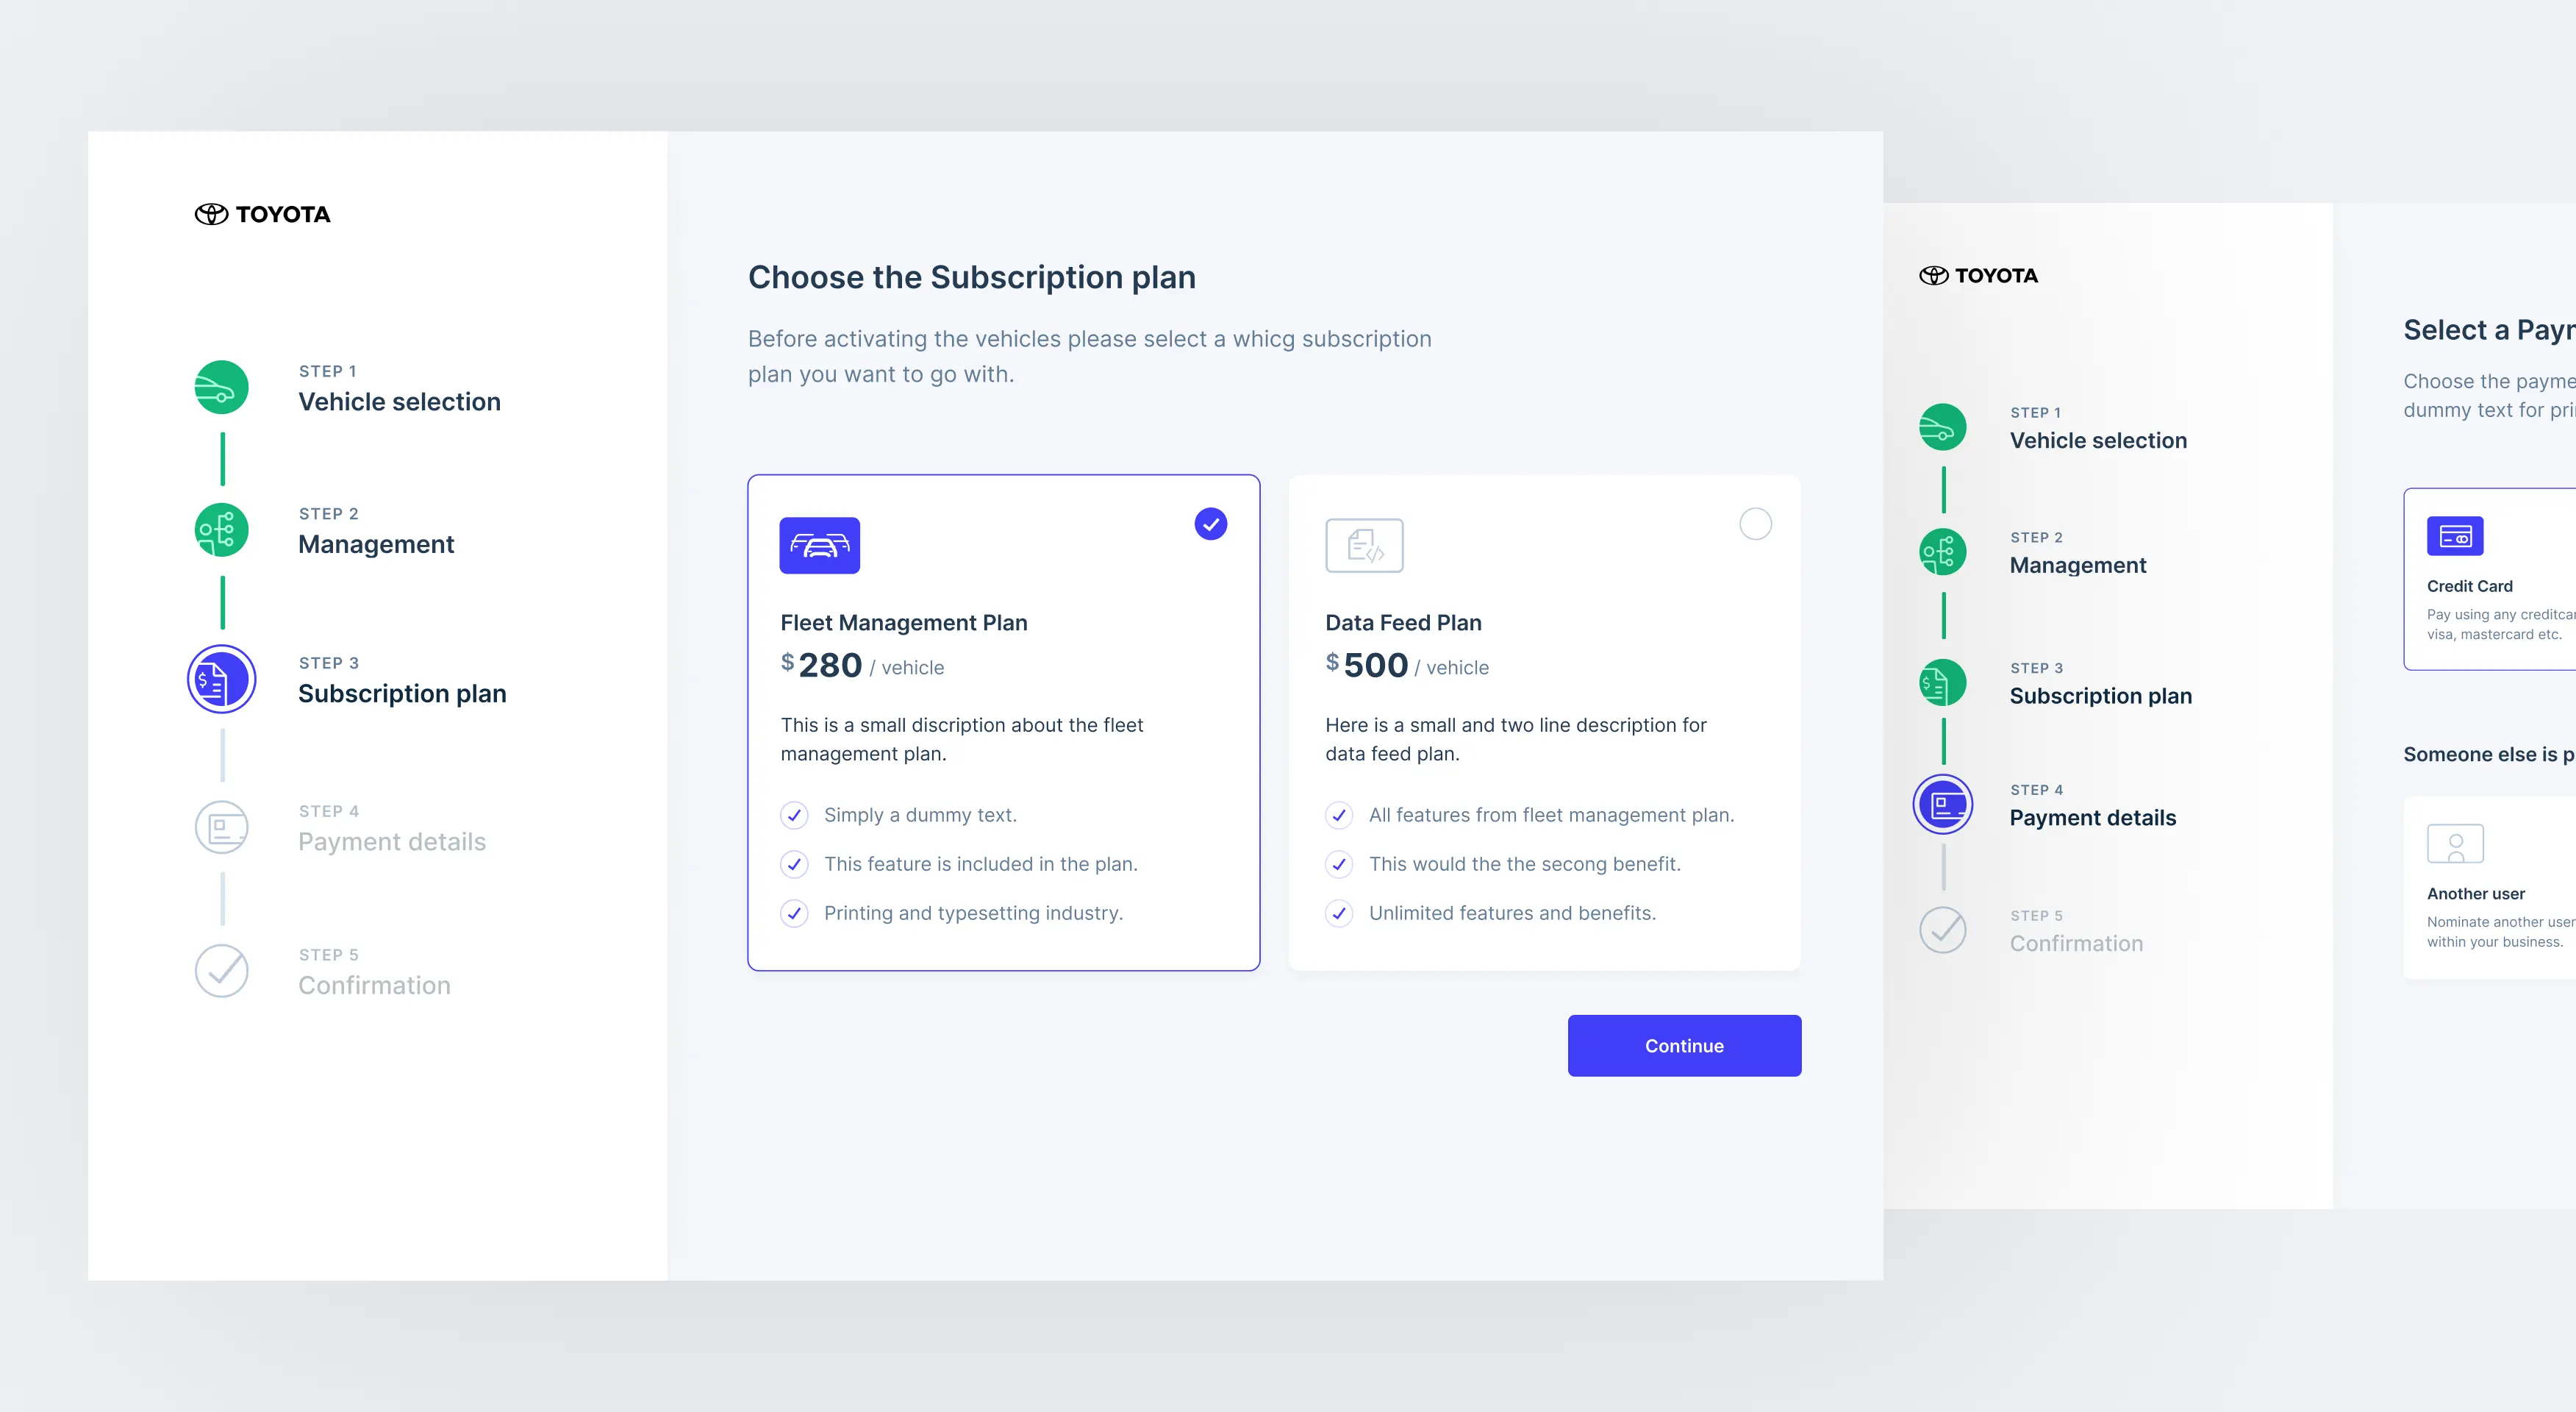 TOYOTA
STEP 1
Vehicle selection
STEP 2
Management
STEP 3
Subscription plan
STEP 4
Payment details
STEP 5
Confirmation
Choose the Subscription plan
Before activating the vehicles please select a whicg subscription
plan you want to go with.
Fleet Management Plan
$280 / vehicle
This is a small discription about the fleet
management plan.
Simply a dummy text.
This feature is included in the plan.
Printing and typesetting industry.
Data Feed Plan
$500 / vehicle
Here is a small and two line description for
data feed plan.
All features from fleet management plan.
This would the the secong benefit.
Unlimited features and benefits.
Continue
TOYOTA
STEP 1
Vehicle selection
STEP 2
Management
STEP 3
Subscription plan
STEP 4
Payment details
STEP 5
Confirmation
Select a
Choose the
dummy text for
Credit Card
Pay using any
visa, mastercard etc.
Someone else is
Another user
Nominate another user
within your business.